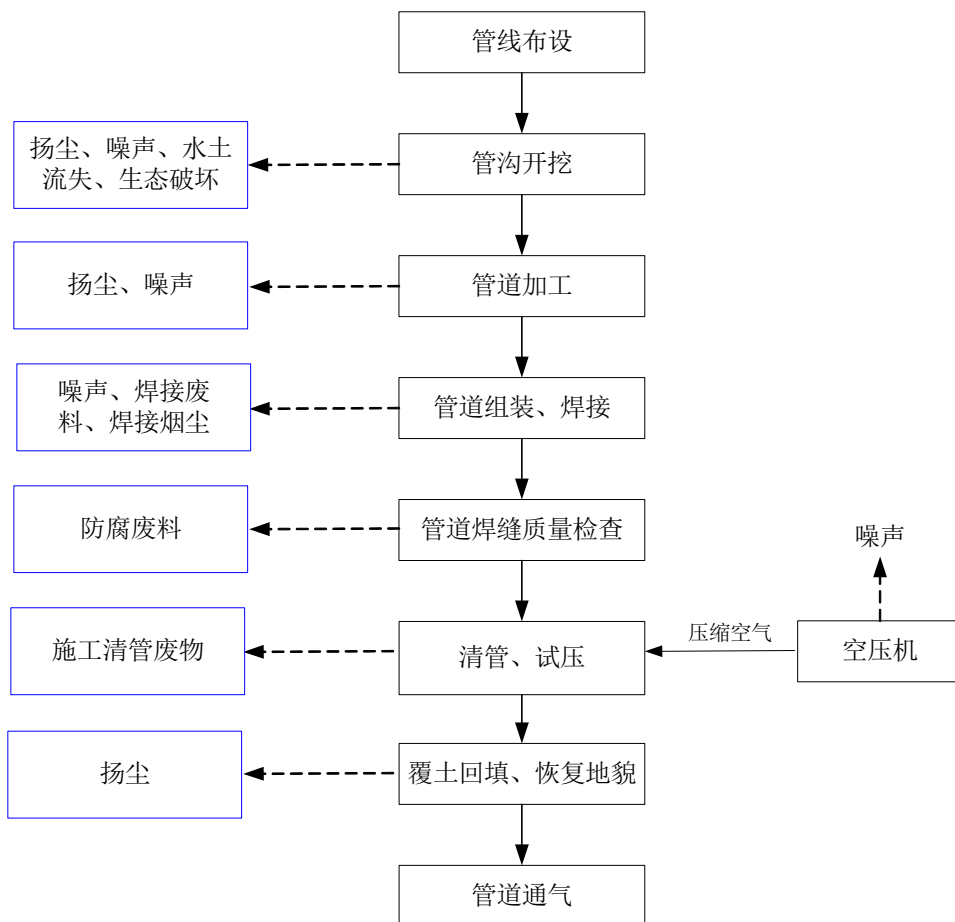 管线布设
扬尘、噪声、水土
流失、生态破坏
管沟开挖
扬尘、噪声
管道加工
噪声、焊接废
料、焊接烟尘
管道组装、焊接
防腐废料
管道焊缝质量检查
噪声
施工清管废物
清管、试压
压缩空气
空压机
扬尘
覆土回填、恢复地貌
管道通气